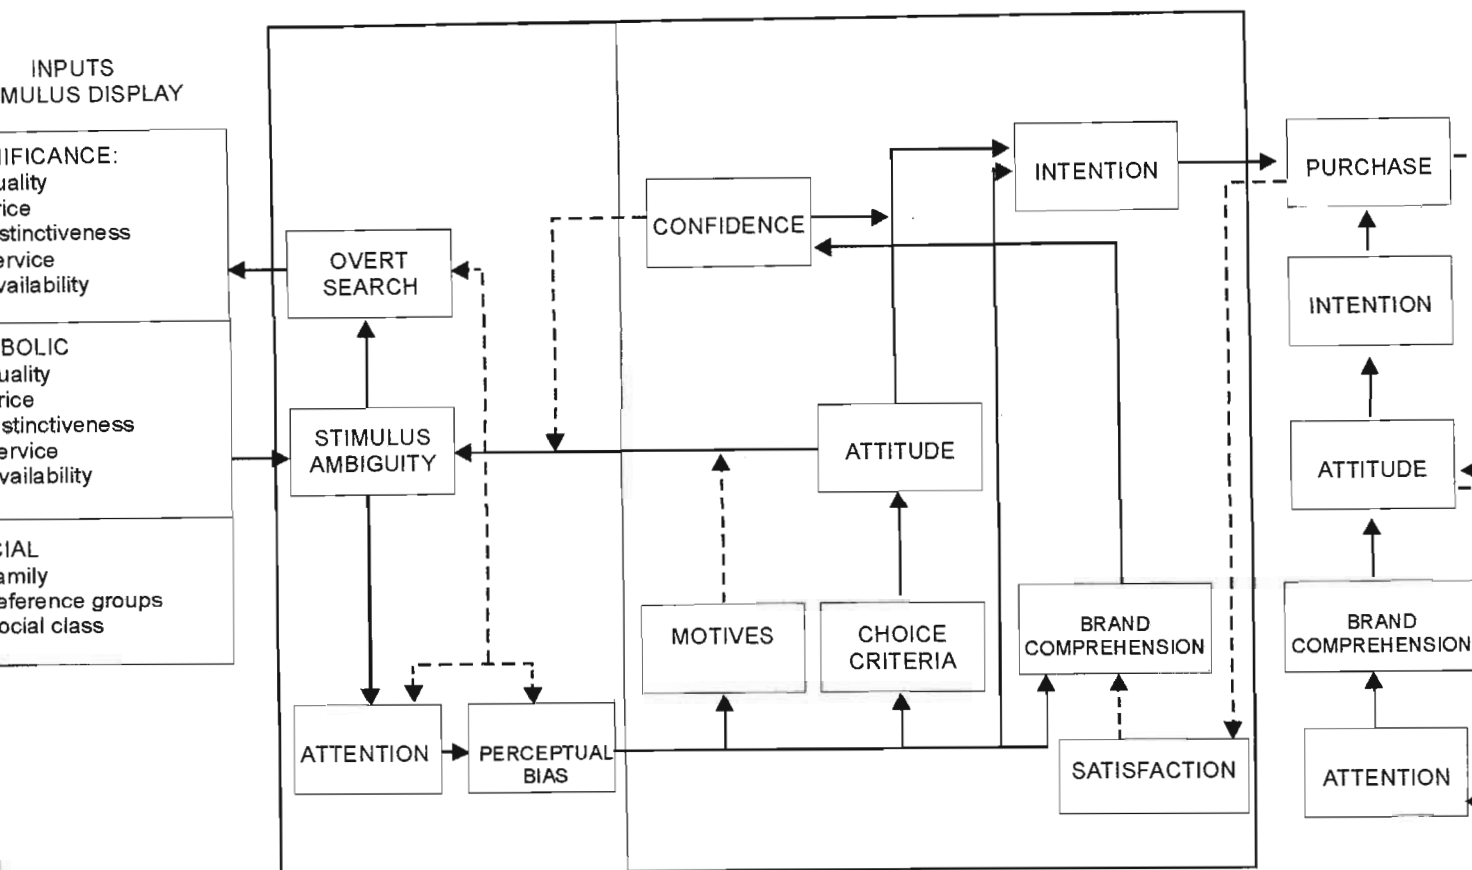 INPUTS
MULUS DISPLAY
IFICANCE:
uality
rice
stinctiveness
ervice
vailability
BOLIC
uality
rice
stinctiveness
ervice
vailability
CIAL
amily
eference groups
ocial class
OVERT
SEARCH
STIMULUS
AMBIGUITY
ATTENTION
PERCEPTUAL
BIAS
CONFIDENCE
ATTITUDE
MOTIVES
CHOICE
CRITERIA
INTENTION
BRAND
COMPREHENSION
SATISFACTION
PURCHASE
INTENTION
ATTITUDE
BRAND
COMPREHENSION
ATTENTION